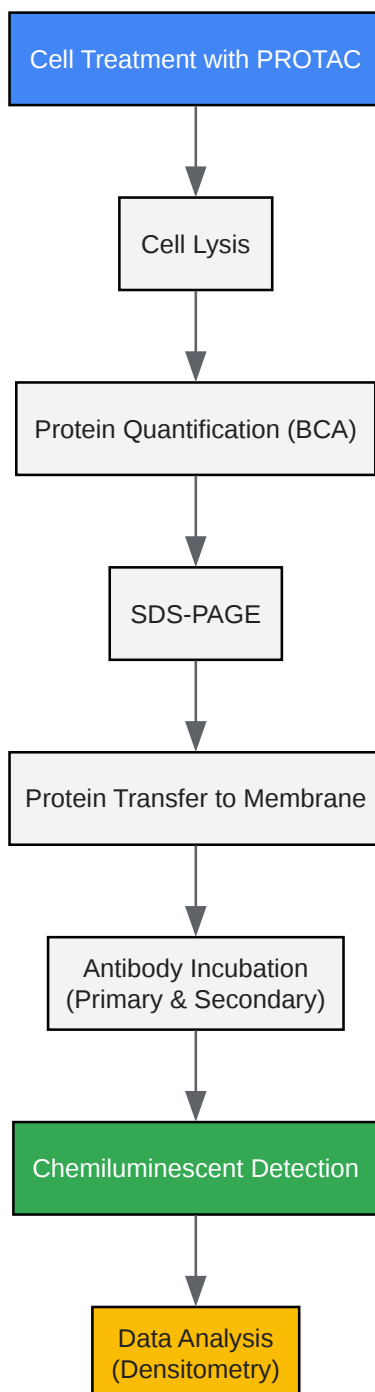 Cell Treatment with PROTAC
Cell Lysis
Protein Quantification (BCA)
SDS-PAGE
Protein Transfer to Membrane
Antibody Incubation
(Primary & Secondary)
Chemiluminescent Detection
Data Analysis
(Densitometry)